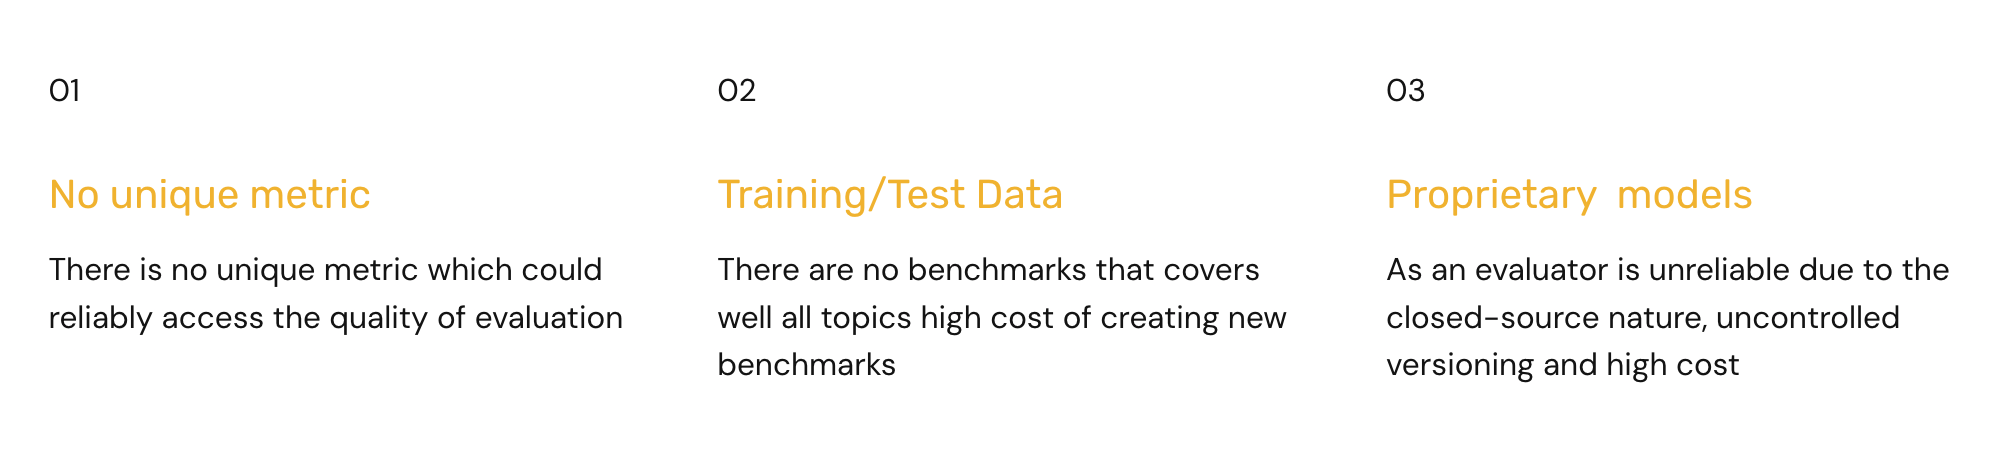 01
No unique metric
There is no unique metric which could
reliably access the quality of evaluation
02
Training/Test Data
There are no benchmarks that covers
well all topics high cost of creating new
benchmarks
03
Proprietary  models
As an evaluator is unreliable due to the
closed-source nature, uncontrolled
versioning and high cost